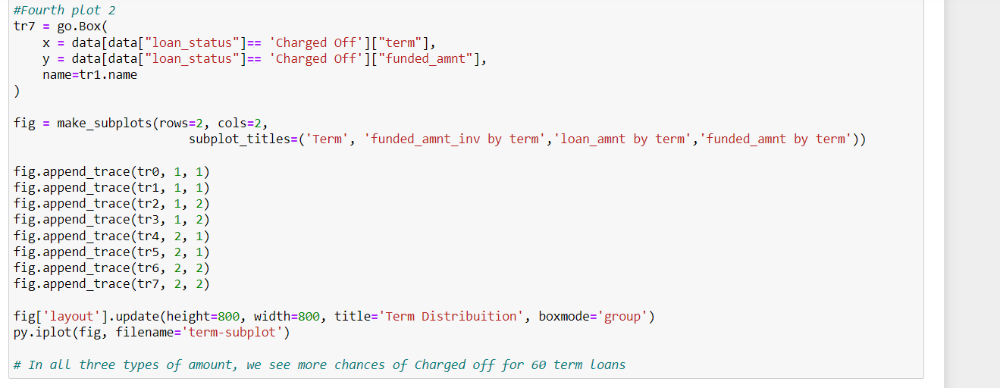 #Fourth plot 2
tr7 = go.Box(
    x = data[data["loan_status"]== 'Charged Off']["term"],
    y = data[data["loan_status"]== 'Charged Off']["funded_amnt"],
    name=tr1.name
)

fig = make_subplots(rows=2, cols=2,
                        subplot_titles=('Term', 'funded_amnt_inv by term','loan_amnt by term','funded_amnt by term'))

fig.append_trace(tr0, 1, 1)
fig.append_trace(tr1, 1, 1)
fig.append_trace(tr2, 1, 2)
fig.append_trace(tr3, 1, 2)
fig.append_trace(tr4, 2, 1)
fig.append_trace(tr5, 2, 1)
fig.append_trace(tr6, 2, 2)
fig.append_trace(tr7, 2, 2)

fig['layout'].update(height=800, width=800, title='Term Distribuition', boxmode='group')
py.iplot(fig, filename='term-subplot')

# In all three types of amount, we see more chances of Charged off for 60 term loans